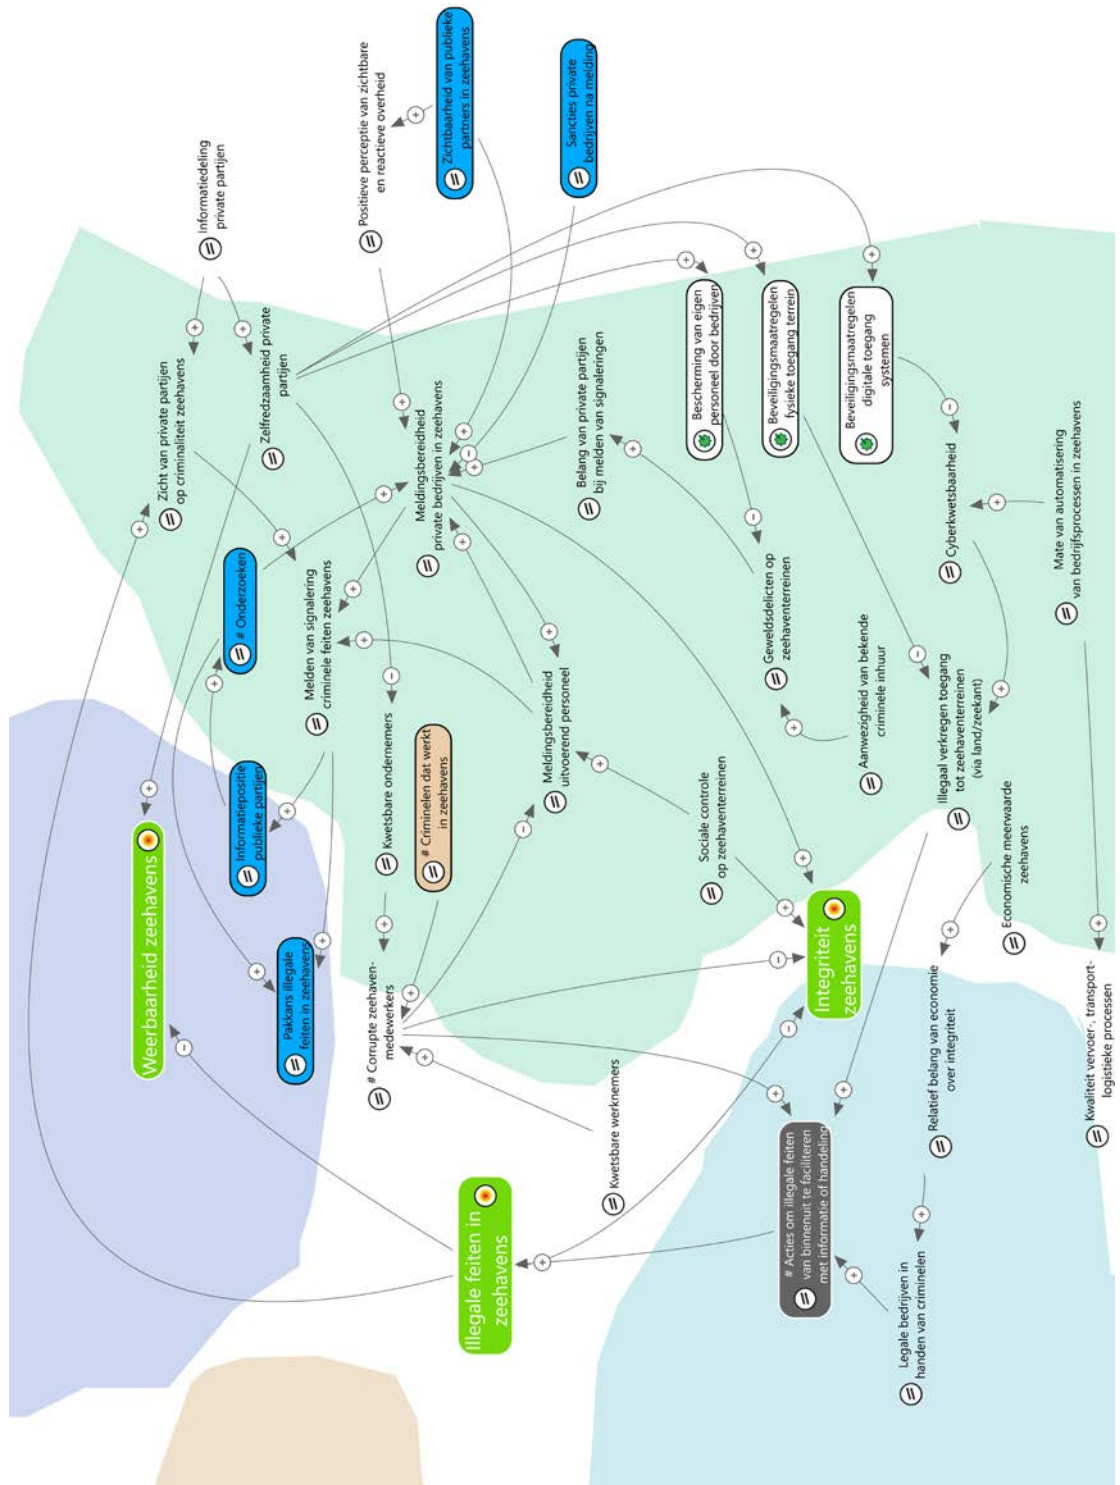 Informatiedeling
private partijen
Positieve perceptie van zichtbare
en reactieve overheid
Zichtbaarheid van publieke
partners in zeehavens
Sancties private
bedrijven na melding
Zicht van private partijen
op criminaliteit zeehavens
Zelfredzaamheid private
partijen
Meldingsbereidheid
private bedrijven in zeehavens
Belang van private partijen
bij melden van signaleringen
Bescherming van eigen
personeel door bedrijven
Beveiligingsmaatregelen
fysieke toegang terrein
Beveiligingsmaatregelen
digitale toegang
systemen
# Onderzoeken
Melden van signalering
criminele feiten zeehavens
Geweldsdelicten op
zeehaventerreinen
Cyberkwetsbaarheid
Mate van automatisering
van bedrijfsprocessen in zeehavens
Weerbaarheid zeehavens
Informatiepositie
publieke partijen
Kwetsbare ondernemers
# Criminelen dat werkt
in zeehavens
Meldingsbereidheid
uitvoerend personeel
Aanwezigheid van bekende
criminele inhuur
Illegaal verkregen toegang
tot zeehaventerreinen
(via land/zeekant)
Pakkans illegale
feiten in zeehavens
Sociale controle
op zeehaventerreinen
Economische meerwaarde
zeehavens
# Corrupte zeehaven-
medewerkers
Integriteit
zeehavens
Relatief belang van economie
over integriteit
Kwaliteit vervoer-, transport-
logistieke processen
Kwetsbare werknemers
Illegale feiten in
zeehavens
# Acties om illegale feiten
van binnenuit te faciliteren
met informatie of handeling
Legale bedrijven in
handen van criminelen